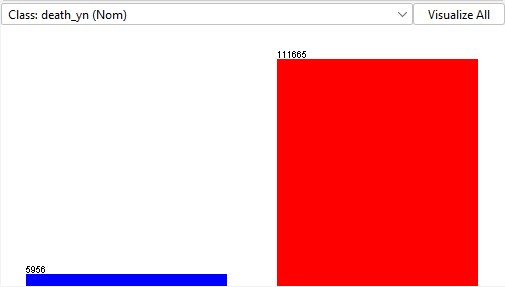 Class: death_yn (Nom)
Visualize All
111665
5956